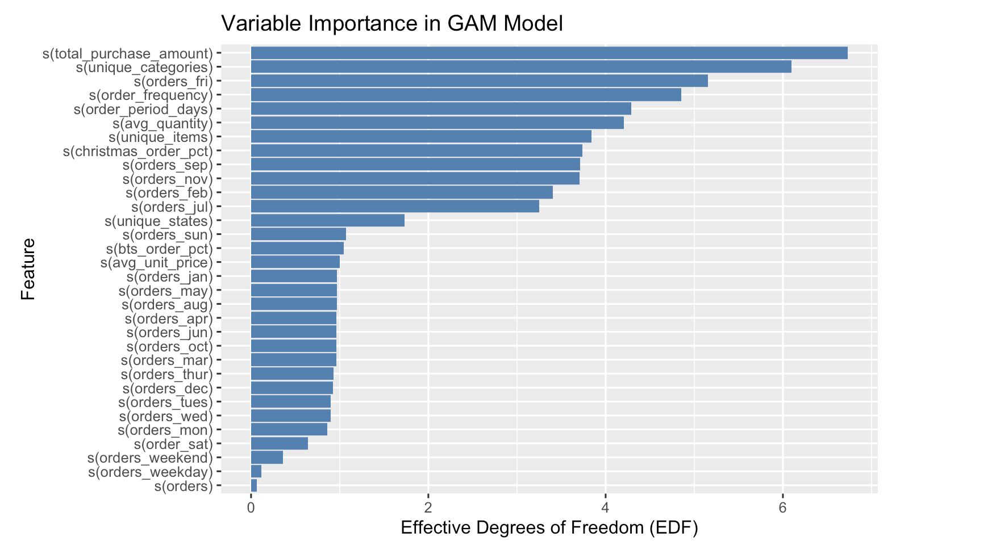 Variable Importance in GAM Model
s(total_purchase_amount)
s(unique_categories)
s(orders_fri)
s(order_frequency)
s(order_period_days)
s(avg_quantity)
s(unique_items)
s(christmas_order_pct)
s(orders_sep)
s(orders_nov)
s(orders_feb)
s(orders_jul)
s(unique_states)
s(orders_sun)
s(bts_order_pct)
s(avg_unit_price)
s(orders_jan)
s(orders_may)
s(orders_aug)
s(orders_apr)
s(orders_jun)
s(orders_oct)
s(orders_mar)
s(orders_thur)
s(orders_dec)
s(orders_tues)
s(orders_wed)
s(orders_mon)
s(order_sat)
s(orders_weekend)
s(orders_weekday)
s(orders)
Feature
0 2 4 6
Effective Degrees of Freedom (EDF)